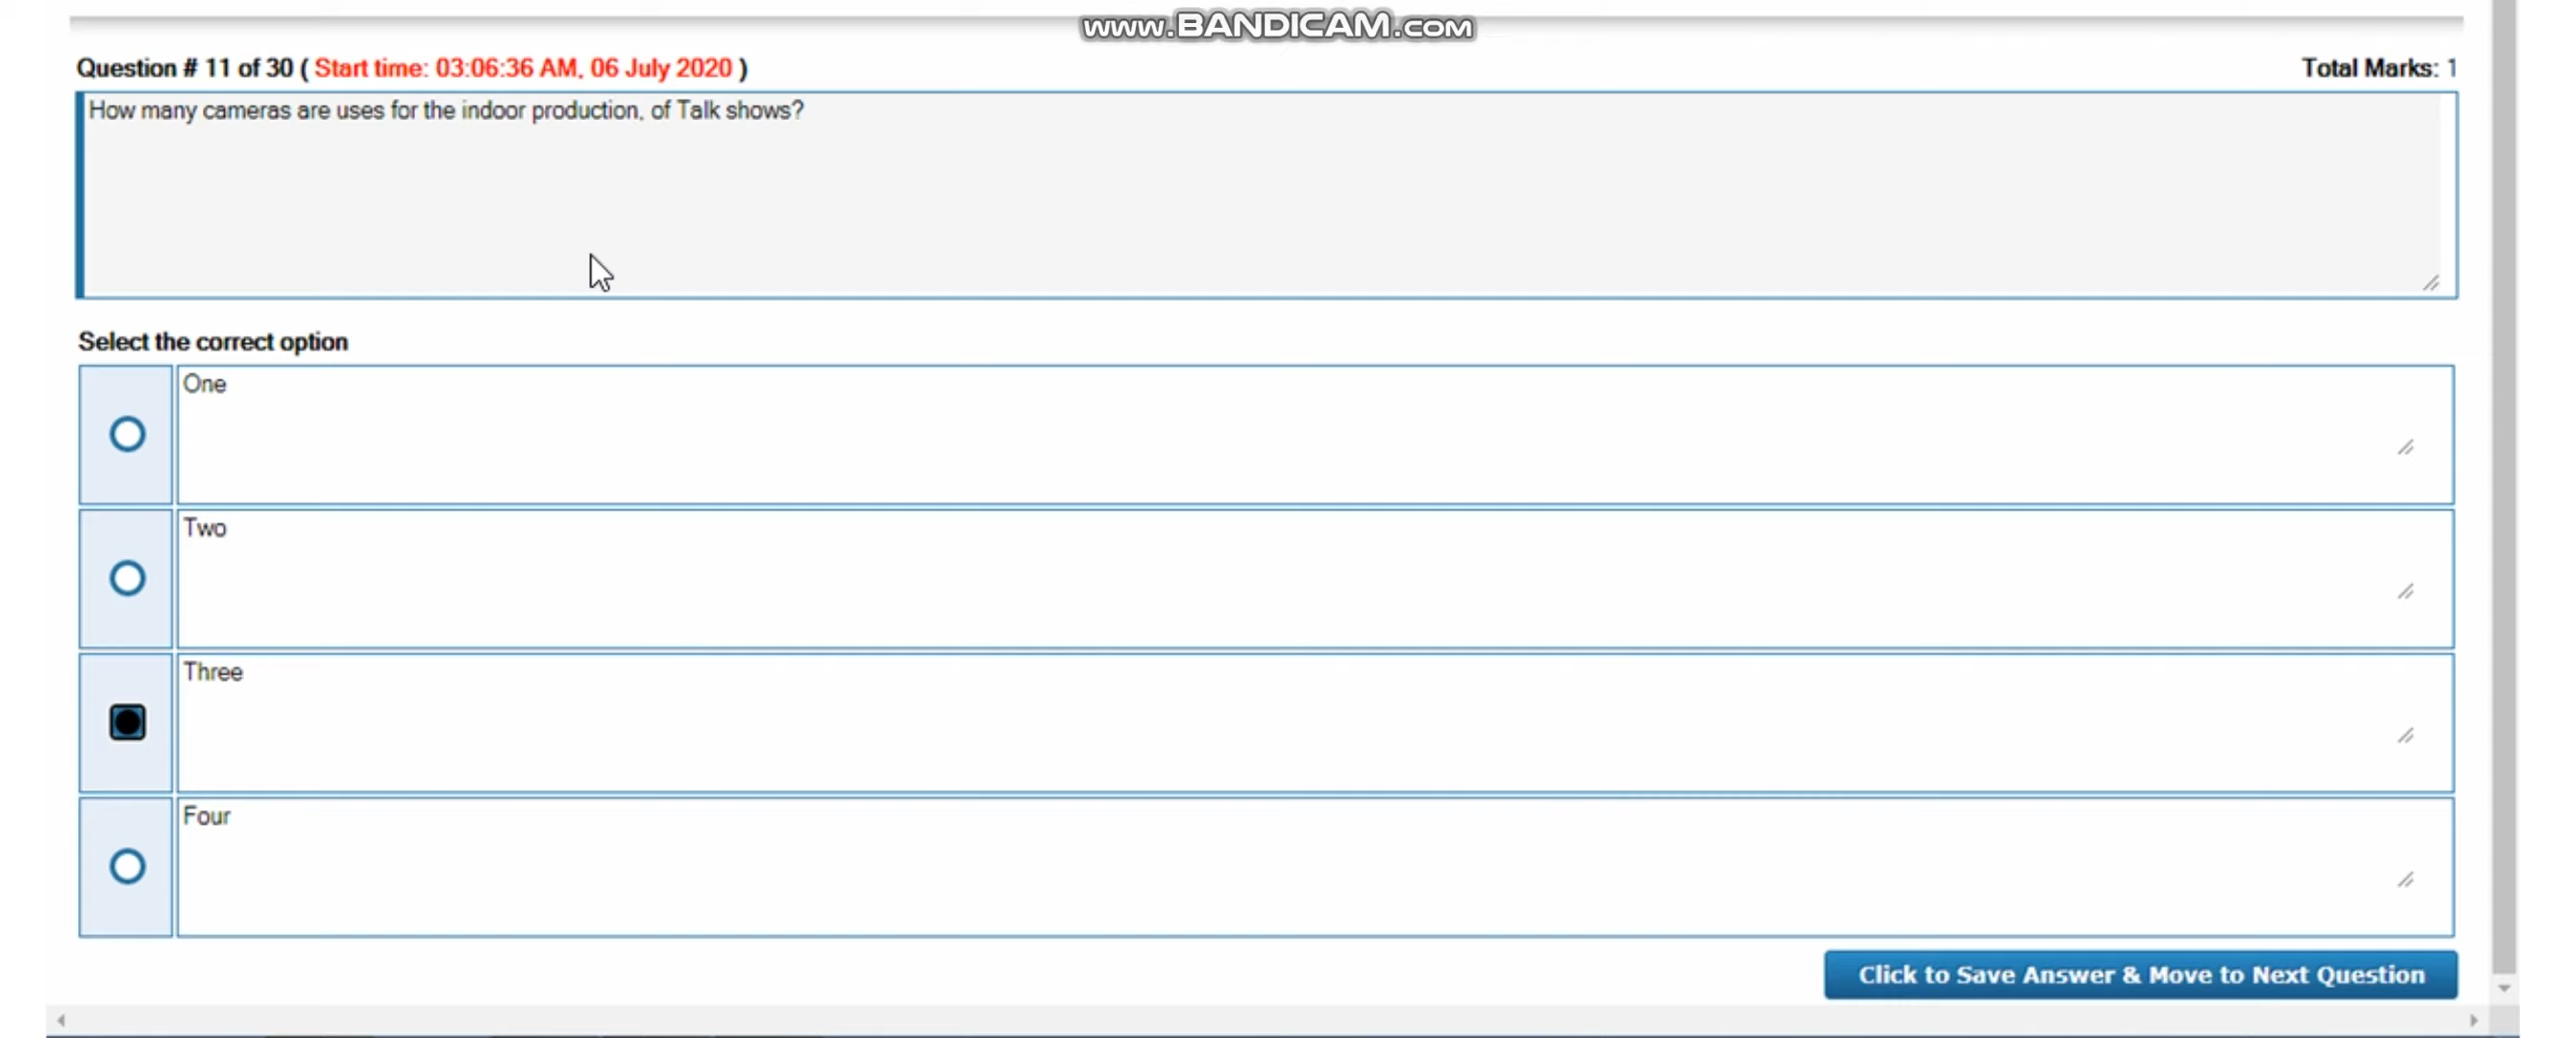 www.BANDICAM.com
Question # 11 of 30 ( Start time: 03:06:36 AM, 06 July 2020 )
Total Marks: 1
How many cameras are uses for the indoor production, of Talk shows?
Select the correct option
One
Two
Three
Four
Click to Save Answer & Move to Next Question